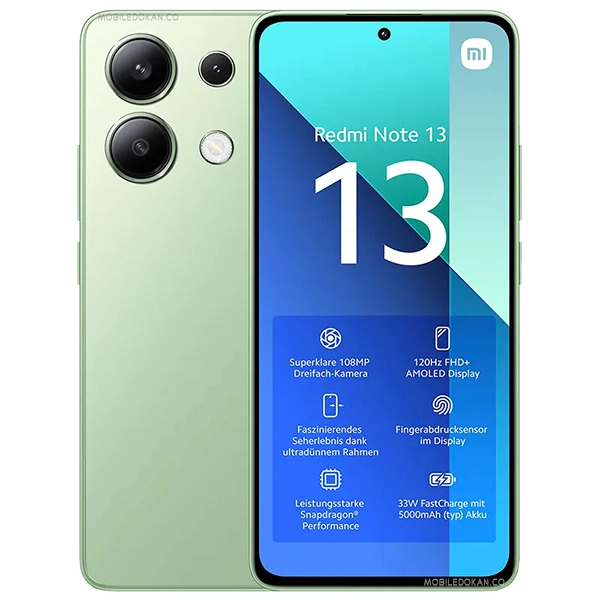 MOBILEDOKAN.CO
mi
Redmi Note 13
13
Superklare 108MP
Dreifach-Kamera
120Hz FHD+
AMOLED Display
Faszinierendes
Seherlebnis dank
ultradünnem Rahmen
Fingerabdrucksensor
im Display
Leistungsstarke
Snapdragon®
Performance
33W FastCharge mit
5000mAh (typ) Akku
MOBILEDOKAN.CO